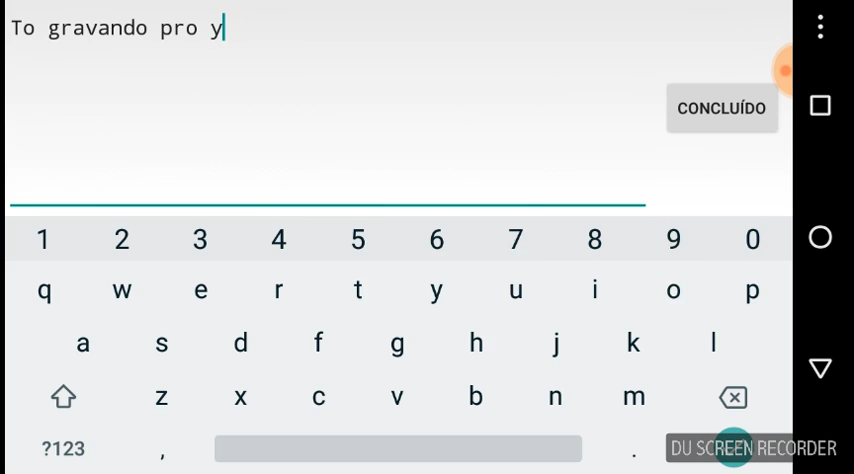 To gravando pro y
CONCLUÍDO
1 2 3 4 5 6 7 8 9 0
q w e r t y u i o p
a s d f g h j k l
z x c v b n m
?123 , .
DU SCREEN RECORDER